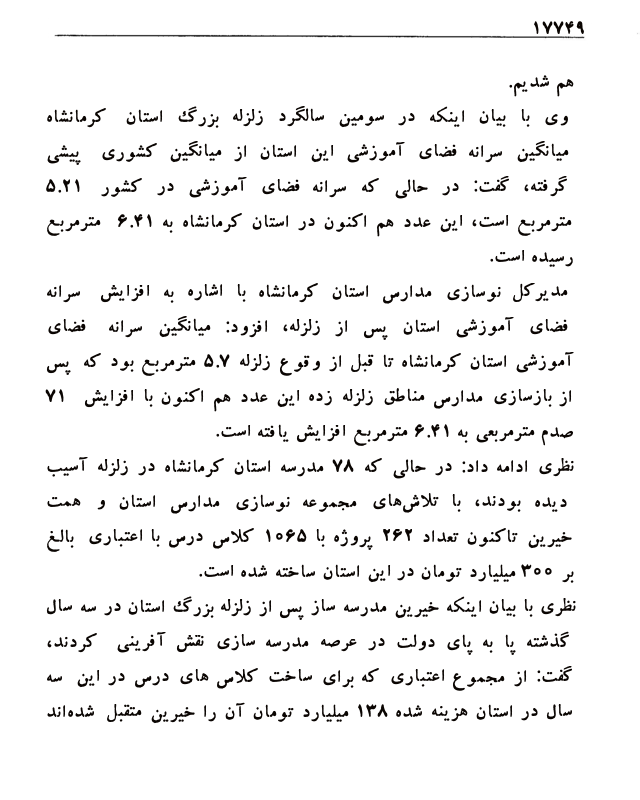 ۱۷۷۴۹
هم شدیم.
وی با بیان اینکه در سومین سالگرد زلزله بزرگ استان کرمانشاه
میانگین سرانه فضای آموزشی این استان از میانگین کشوری پیشی
گرفته، گفت: در حالی که سرانه فضای آموزشی در کشور ۵.۲۱
مترمربع است، این عدد هم اکنون در استان کرمانشاه به ۶.۴۱ مترمربع
رسیده است.
مدیرکل نوسازی مدارس استان کرمانشاه با اشاره به افزایش سرانه
فضای آموزشی استان پس از زلزله، افزود: میانگین سرانه فضای
آموزشی استان کرمانشاه تا قبل از وقوع زلزله ۵.۷ مترمربع بود که پس
از بازسازی مدارس مناطق زلزله زده این عدد هم اکنون با افزایش ۷۱
صدم مترمربعی به ۶.۴۱ مترمربع افزایش یافته است.
نظری ادامه داد: در حالی که ۷۸ مدرسه استان کرمانشاه در زلزله آسیب
دیده بودند، با تلاش‌های مجموعه نوسازی مدارس استان و همت
خیرین تاکنون تعداد ۲۶۲ پروژه با ۱۰۶۵ کلاس درس با اعتباری بالغ
بر ۳۰۰ میلیارد تومان در این استان ساخته شده است.
نظری با بیان اینکه خیرین مدرسه ساز پس از زلزله بزرگ استان در سه سال
گذشته پا به پای دولت در عرصه مدرسه سازی نقش آفرینی کردند،
گفت: از مجموع اعتباری که برای ساخت کلاس های درس در این سه
سال در استان هزینه شده ۱۳۸ میلیارد تومان آن را خیرین متقبل شده‌اند